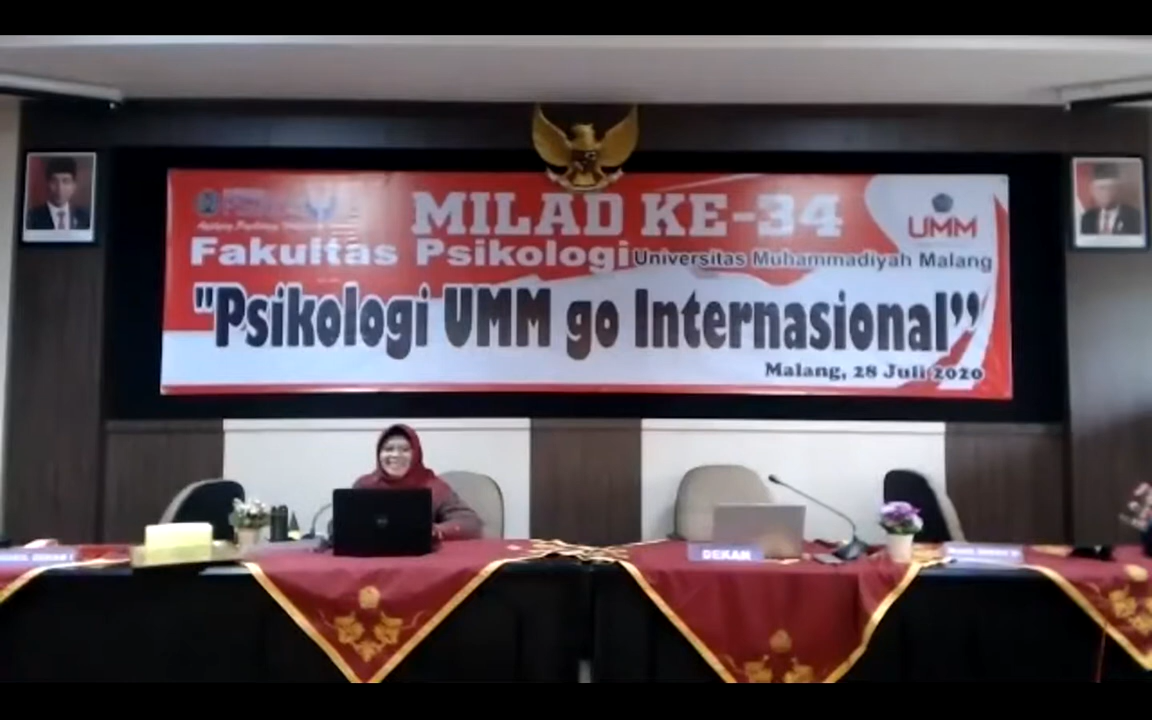 MILAD KE-34
UMM
Fakultas Psikologi Universitas Muhammadiyah Malang
"Psikologi UMM go Internasional”
Malang, 28 Juli 2020
DEKAN